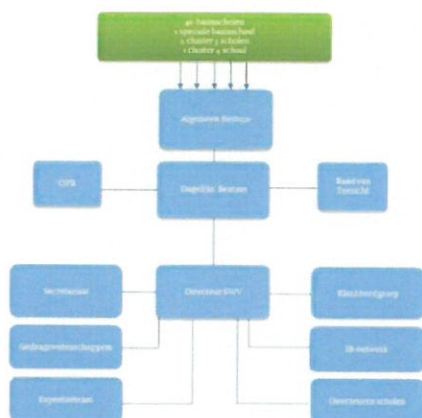 40 basisscholen
1 speciale basisschool
2 cluster 3 scholen
1 cluster 4 school
Algemeen Bestuur
OPR
Dagelijks Bestuur
Raad van
Toezicht
Directeur SWV
Secretariaat
Klankbordgroep
Gedragswetenschappers
IB-netwerk
Expertiseteam
Directeuren scholen